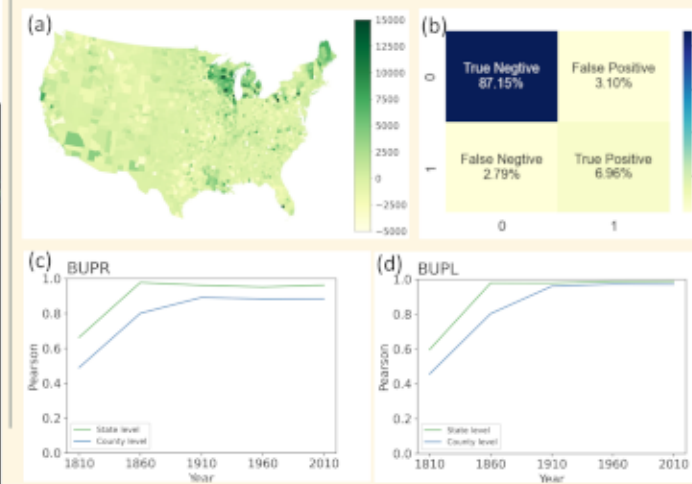 (a)
15000
12500
10000
7500
5000
2500
0
−2500
−5000
(b)
0
True Negtive
87.15%
False Positive
3.10%
1
False Negtive
2.79%
True Positive
6.96%
0
1
(c)
BUPR
1.0
0.8
0.6
0.4
0.2
0.0
Pearson
State level
County level
1810
1860
1910
1960
2010
Year
(d)
BUPL
1.0
0.8
0.6
0.4
0.2
0.0
Pearson
State level
County level
1810
1860
1910
1960
2010
Year